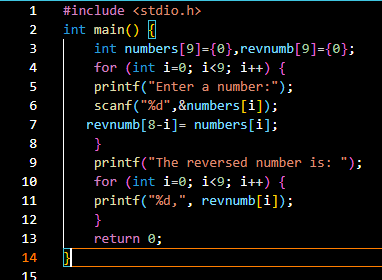 1 #include <stdio.h>
2 int main() {
3     int numbers[9]={0},revnumb[9]={0};
4     for (int i=0; i<9; i++) {
5     printf("Enter a number:");
6     scanf("%d",&numbers[i]);
7    revnumb[8-i]= numbers[i];
8     }
9     printf("The reversed number is: ");
10     for (int i=0; i<9; i++) {
11     printf("%d,", revnumb[i]);
12     }
13     return 0;
14 }
15